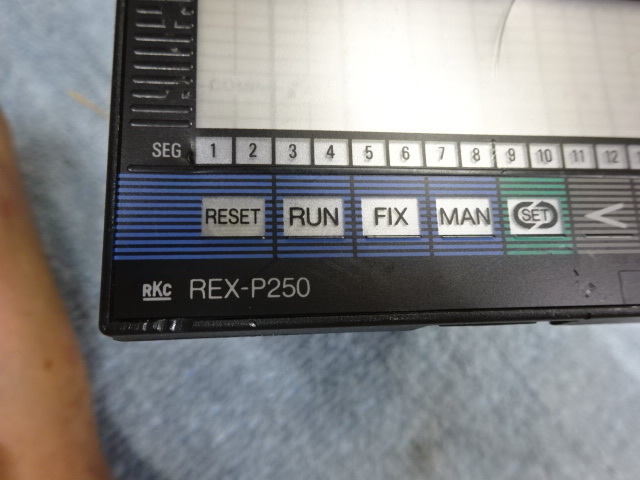 SEG 1 2 3 4 5 6 7 8 9 10 11 12
RESET RUN FIX MAN SET <
RKC REX-P250